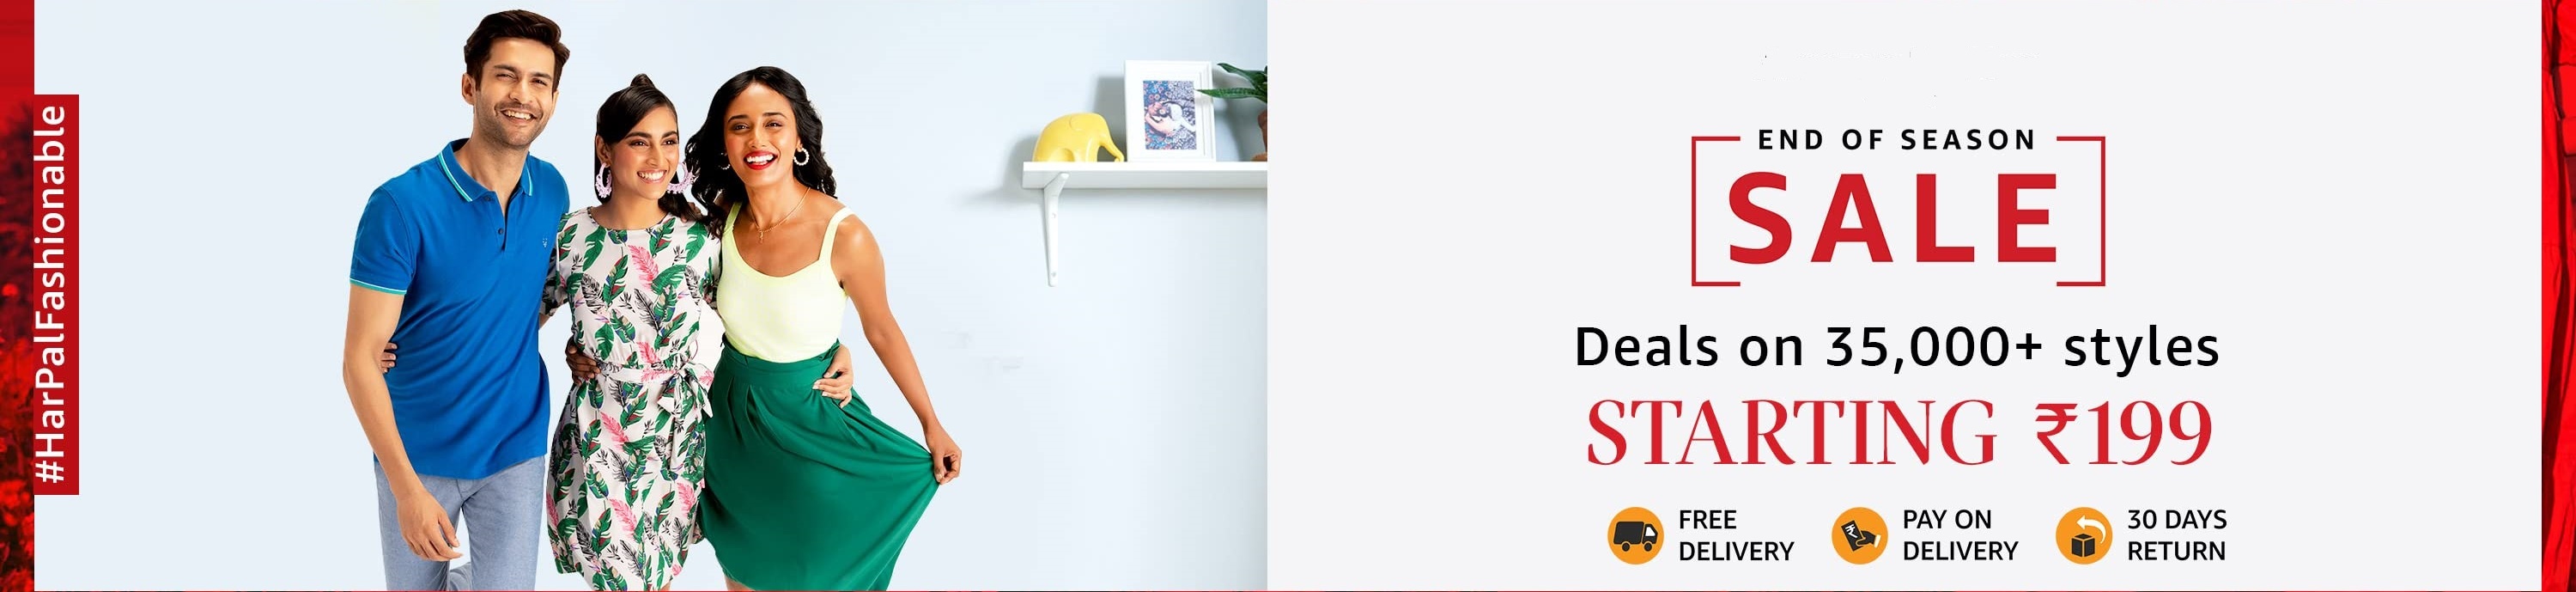 #HarPalFashionable
END OF SEASON
SALE
Deals on 35,000+ styles
STARTING ₹199
FREE
DELIVERY
PAY ON
DELIVERY
30 DAYS
RETURN